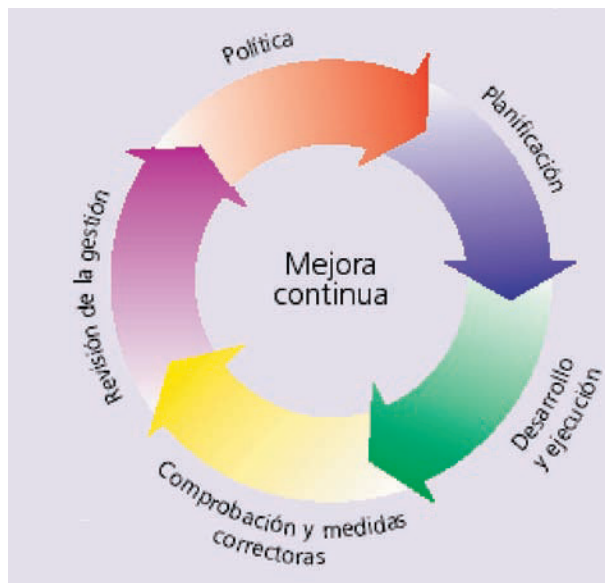 Política
Planificación
Desarrollo
y ejecución
Comprobación y medidas
correctoras
Revisión de la gestión
Mejora
continua